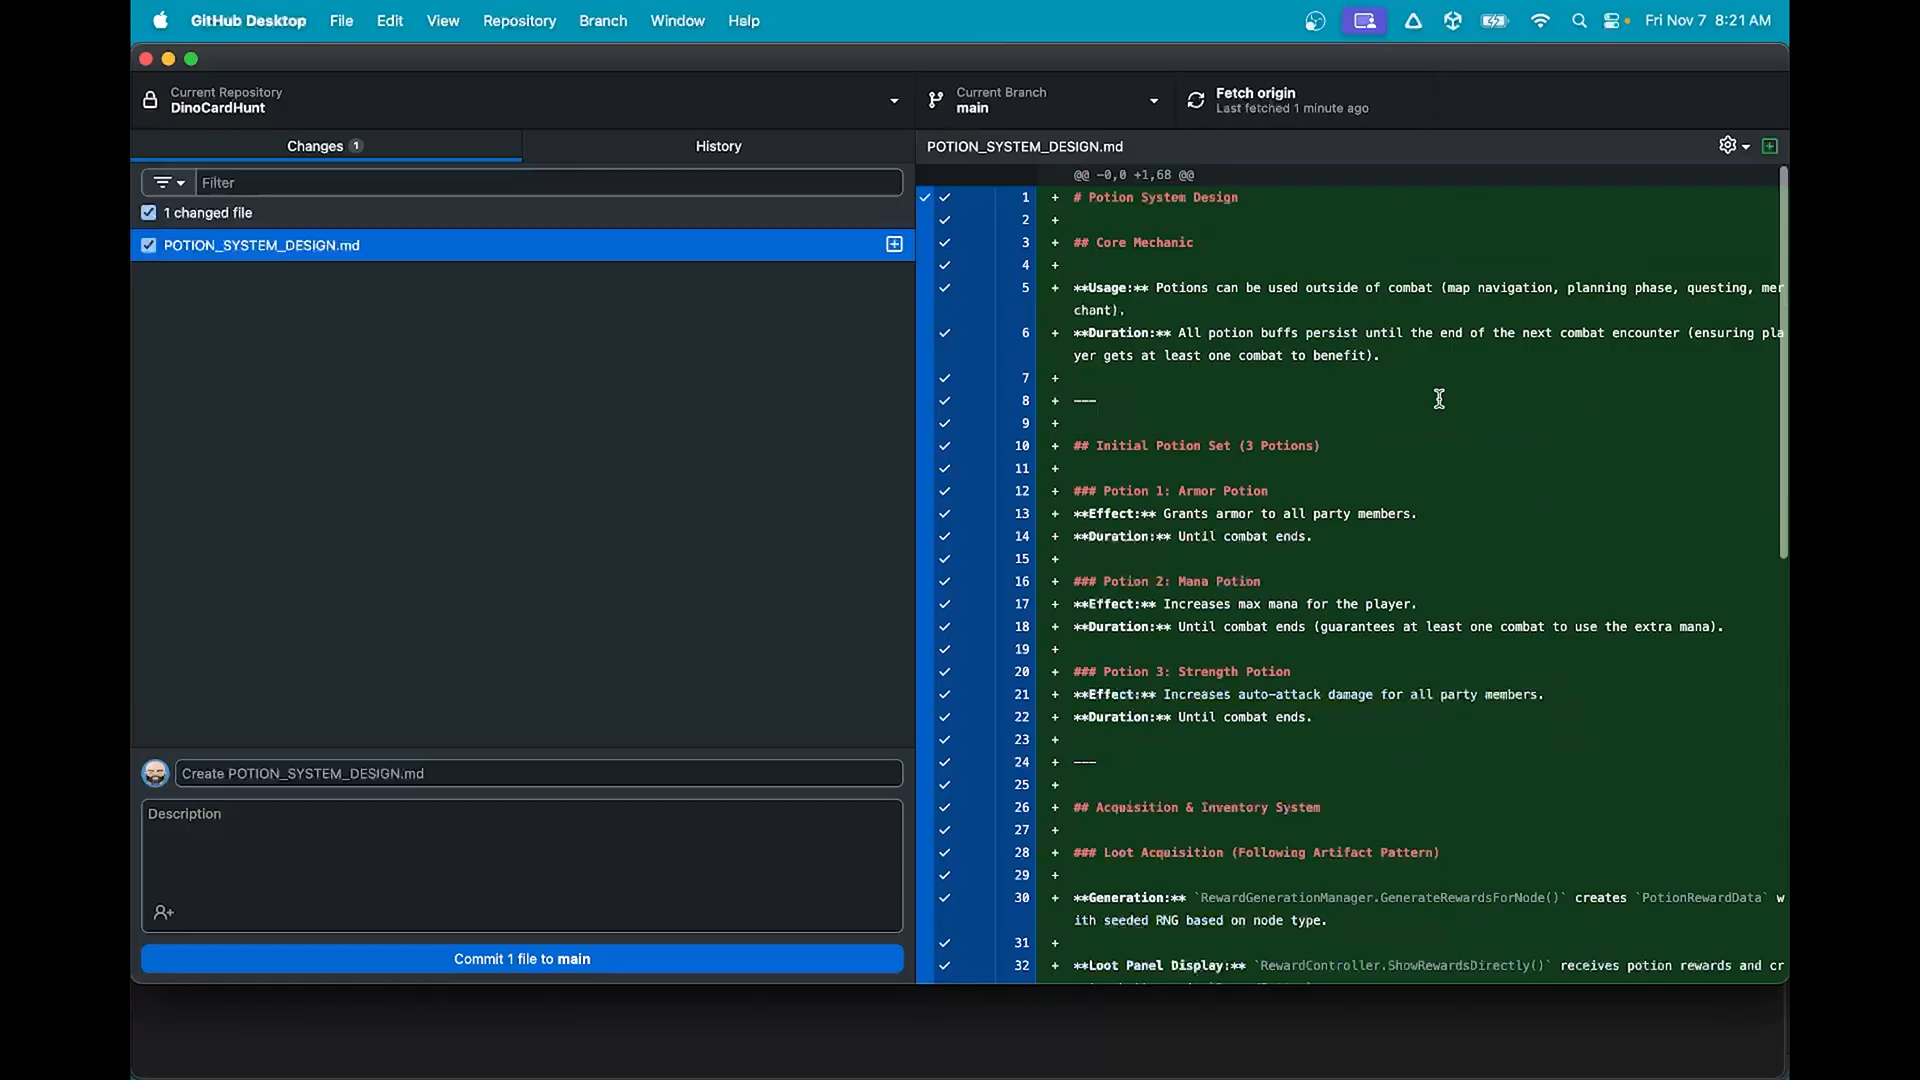 GitHub Desktop File Edit View Repository Branch Window Help Fri Nov 7 8:21 AM
Current Repository
DinoCardHunt
Current Branch
main
Fetch origin
Last fetched 1 minute ago
Changes 1
History
Filter
1 changed file
POTION_SYSTEM_DESIGN.md
Create POTION_SYSTEM_DESIGN.md
Description
Commit 1 file to main
POTION_SYSTEM_DESIGN.md
@@ -0,0 +1,68 @@
1 + # Potion System Design
2 +
3 + ## Core Mechanic
4 +
5 + **Usage:** Potions can be used outside of combat (map navigation, planning phase, questing, mer
chant).
6 + **Duration:** All potion buffs persist until the end of the next combat encounter (ensuring pla
yer gets at least one combat to benefit).
7 +
8 + ---
9 +
10 + ## Initial Potion Set (3 Potions)
11 +
12 + ### Potion 1: Armor Potion
13 + **Effect:** Grants armor to all party members.
14 + **Duration:** Until combat ends.
15 +
16 + ### Potion 2: Mana Potion
17 + **Effect:** Increases max mana for the player.
18 + **Duration:** Until combat ends (guarantees at least one combat to use the extra mana).
19 +
20 + ### Potion 3: Strength Potion
21 + **Effect:** Increases auto-attack damage for all party members.
22 + **Duration:** Until combat ends.
23 +
24 + ---
25 +
26 + ## Acquisition & Inventory System
27 +
28 + ### Loot Acquisition (Following Artifact Pattern)
29 +
30 + **Generation:** `RewardGenerationManager.GenerateRewardsForNode()` creates `PotionRewardData` w
ith seeded RNG based on node type.
31 +
32 + **Loot Panel Display:** `RewardController.ShowRewardsDirectly()` receives potion rewards and cr